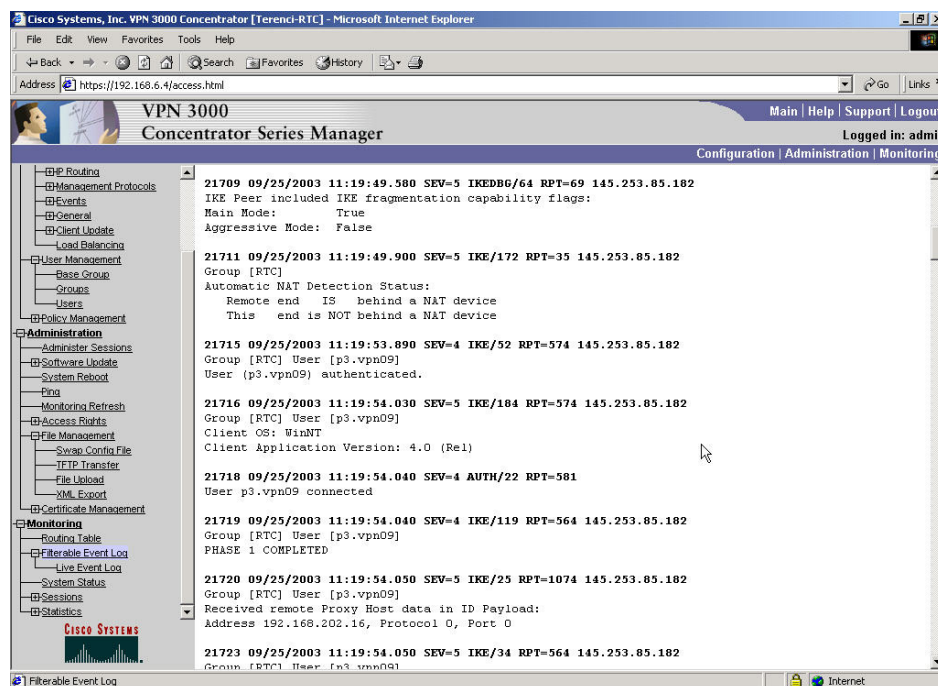 Cisco Systems, Inc. VPN 3000 Concentrator [Terenci-RTC] - Microsoft Internet Explorer
File Edit View Favorites Tools Help
Back Search Favorites History
Address https://192.168.6.4/access.html Go Links
VPN 3000
Concentrator Series Manager
Main | Help | Support | Logout
Logged in: admi
Configuration | Administration | Monitoring
IP Routing
Management Protocols
Events
General
Client Update
Load Balancing
User Management
Base Group
Groups
Users
Policy Management
Administration
Administer Sessions
Software Update
System Reboot
Ping
Monitoring Refresh
Access Rights
File Management
Swap Config File
TFTP Transfer
File Upload
XML Export
Certificate Management
Monitoring
Routing Table
Filterable Event Log
Live Event Log
System Status
Sessions
Statistics
CISCO SYSTEMS
21709 09/25/2003 11:19:49.580 SEV=5 IKEDBG/64 RPT=69 145.253.85.182
IKE Peer included IKE fragmentation capability flags:
Main Mode: True
Aggressive Mode: False
21711 09/25/2003 11:19:49.900 SEV=5 IKE/172 RPT=35 145.253.85.182
Group [RTC]
Automatic NAT Detection Status:
Remote end IS behind a NAT device
This end is NOT behind a NAT device
21715 09/25/2003 11:19:53.890 SEV=4 IKE/52 RPT=574 145.253.85.182
Group [RTC] User [p3.vpn09]
User (p3.vpn09) authenticated.
21716 09/25/2003 11:19:54.030 SEV=5 IKE/184 RPT=574 145.253.85.182
Group [RTC] User [p3.vpn09]
Client OS: WinNT
Client Application Version: 4.0 (Rel)
21718 09/25/2003 11:19:54.040 SEV=4 AUTH/22 RPT=581
User p3.vpn09 connected
21719 09/25/2003 11:19:54.040 SEV=4 IKE/119 RPT=564 145.253.85.182
Group [RTC] User [p3.vpn09]
PHASE 1 COMPLETED
21720 09/25/2003 11:19:54.050 SEV=5 IKE/25 RPT=1074 145.253.85.182
Group [RTC] User [p3.vpn09]
Received remote Proxy Host data in ID Payload:
Address 192.168.202.16, Protocol 0, Port 0
21723 09/25/2003 11:19:54.050 SEV=5 IKE/34 RPT=564 145.253.85.182
Group [RTC] User [p3.vpn09]
Filterable Event Log
Internet